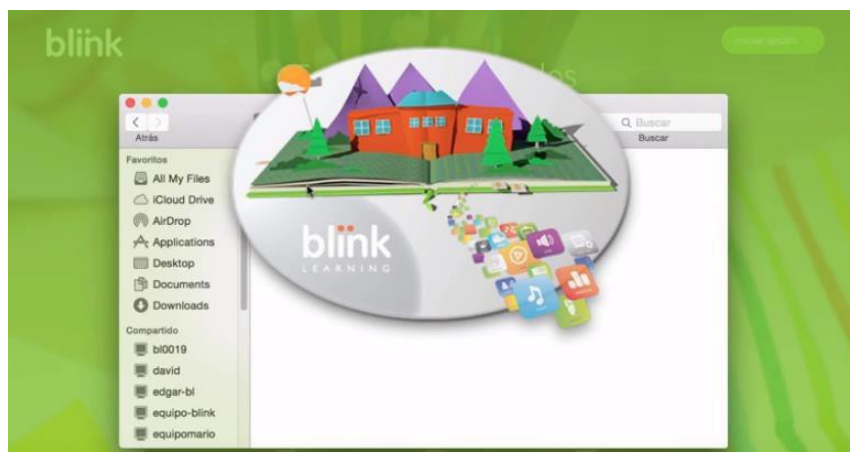 blink
Atrás
Buscar
Buscar
Favoritos
All My Files
iCloud Drive
AirDrop
Applications
Desktop
Documents
Downloads
Compartido
bl0019
david
edgar-bl
equipo-blink
equipomario
blink
LEARNING